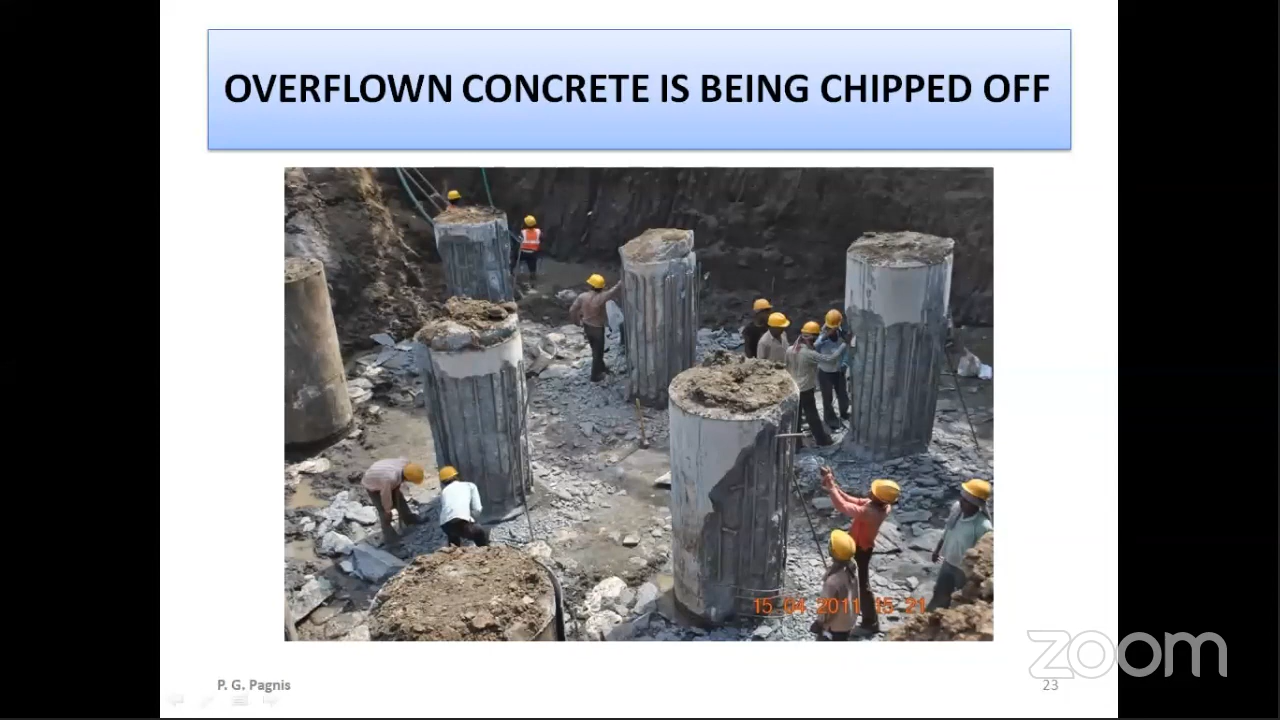 OVERFLOWN CONCRETE IS BEING CHIPPED OFF
15 04 2011 15 21
P. G. Pagnis
23
zoom